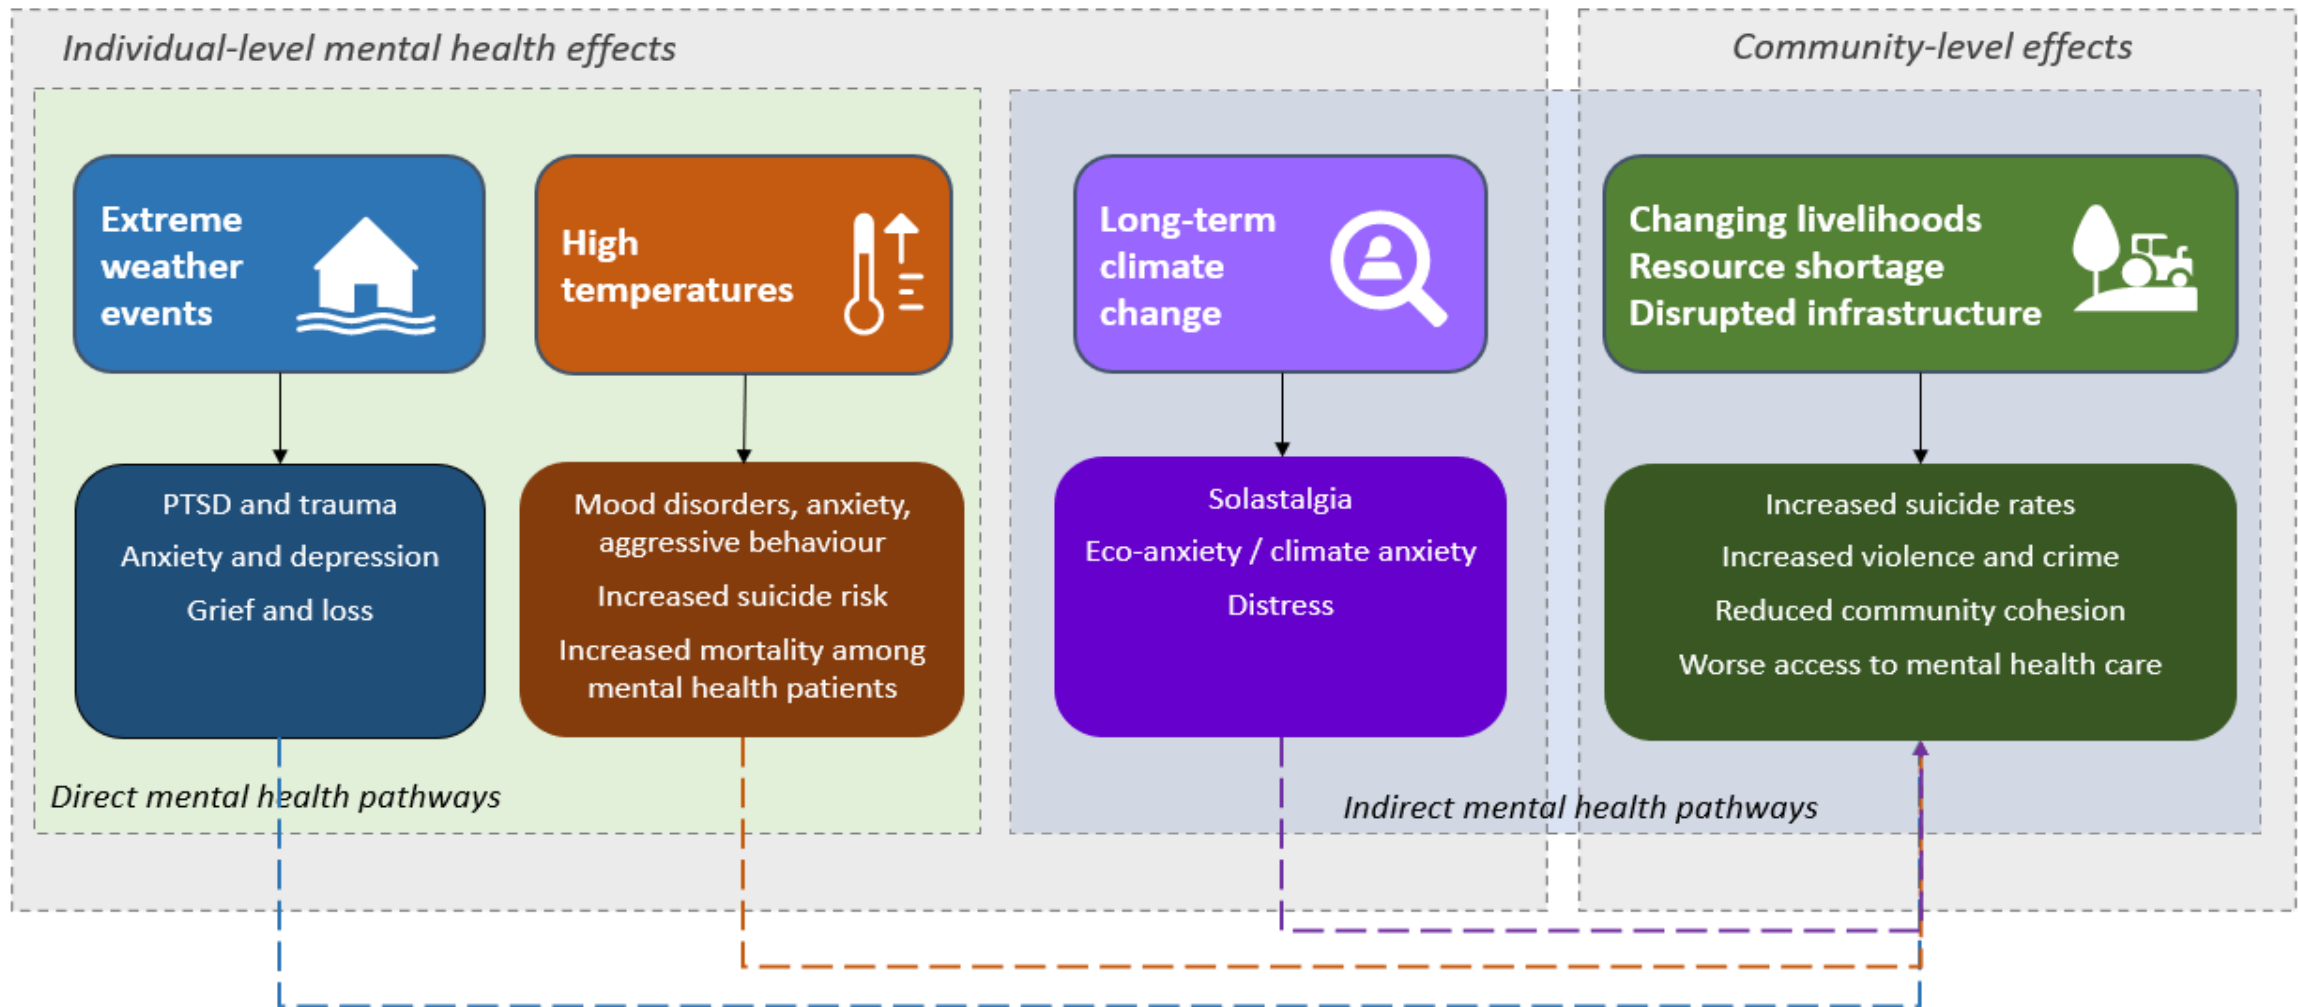 Individual-level mental health effects
Community-level effects
Extreme
weather
events
High
temperatures
Long-term
climate
change
Changing livelihoods
Resource shortage
Disrupted infrastructure
PTSD and trauma
Anxiety and depression
Grief and loss
Mood disorders, anxiety,
aggressive behaviour
Increased suicide risk
Increased mortality among
mental health patients
Solastalgia
Eco-anxiety / climate anxiety
Distress
Increased suicide rates
Increased violence and crime
Reduced community cohesion
Worse access to mental health care
Direct mental health pathways
Indirect mental health pathways